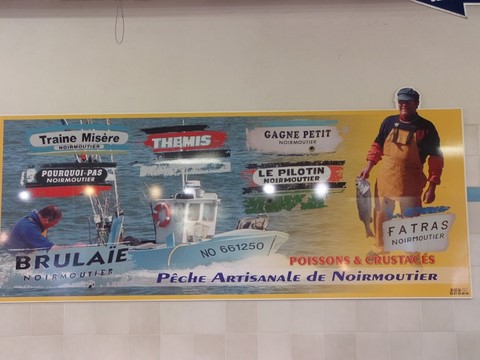 Traine Misère
NOIRMOUTIER
THEMIS
GAGNE PETIT
NOIRMOUTIER
POURQUOI-PAS
NOIRMOUTIER
LE PILOTIN
NOIRMOUTIER
FATRAS
NOIRMOUTIER
BRULAÏE
NOIRMOUTIER
NO 661250
POISSONS & CRUSTACÉS
Pêche Artisanale de Noirmoutier